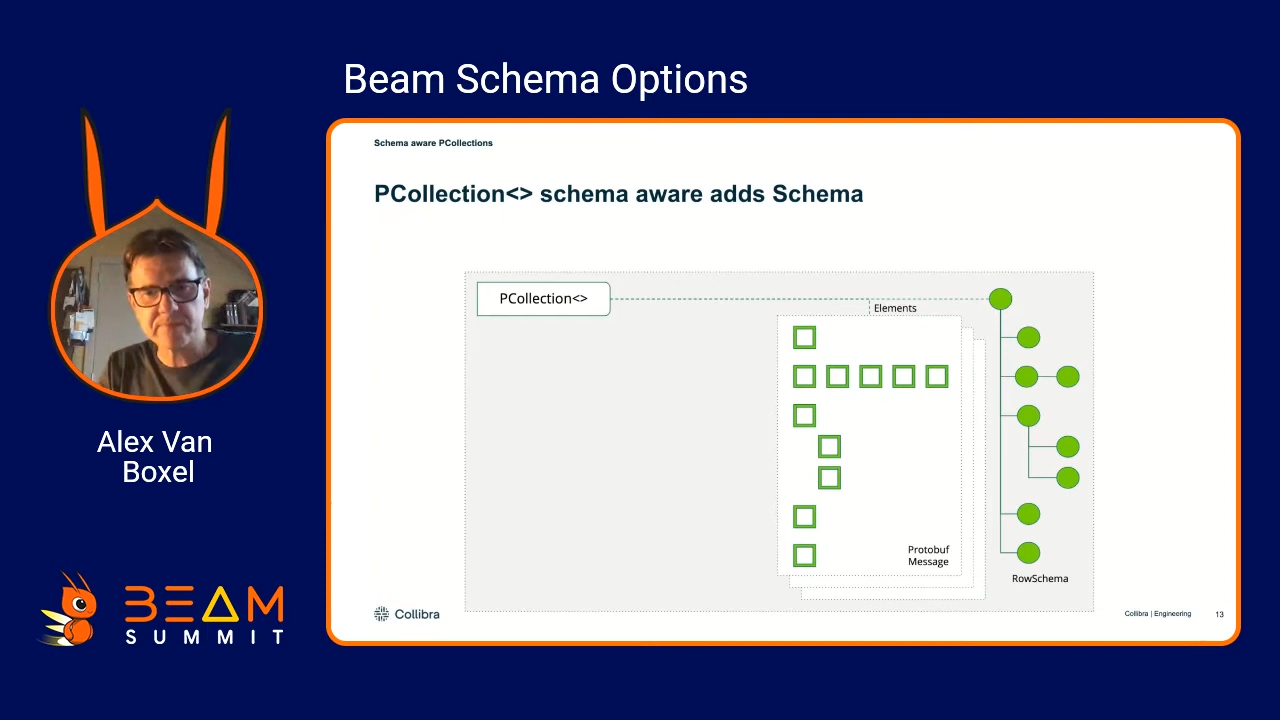 Beam Schema Options
Schema aware PCollections
PCollection<> schema aware adds Schema
PCollection<>
Elements
Protobuf
Message
RowSchema
Collibra
Collibra | Engineering
13
Alex Van
Boxel
BEAM
SUMMIT